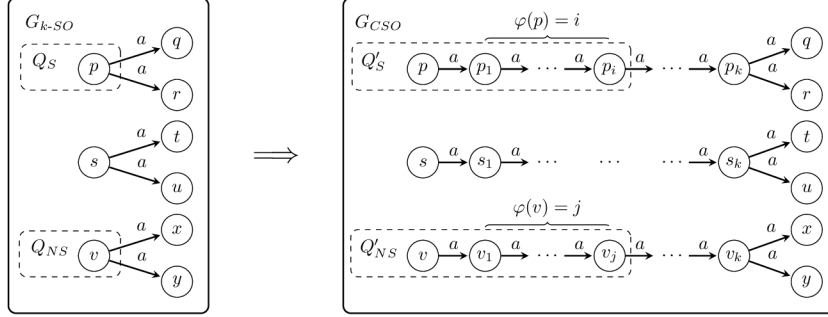 G_{k-SO}
Q_S p a a q r
s a a t u
Q_{NS} v a a x y
⟹
G_{CSO}
φ(p) = i
Q'_S p a p_1 a ⋯ a p_i a ⋯ a p_k a a q r
s a s_1 a ⋯ ⋯ ⋯ a s_k a a t u
φ(v) = j
Q'_{NS} v a v_1 a ⋯ a v_j a ⋯ a v_k a a x y